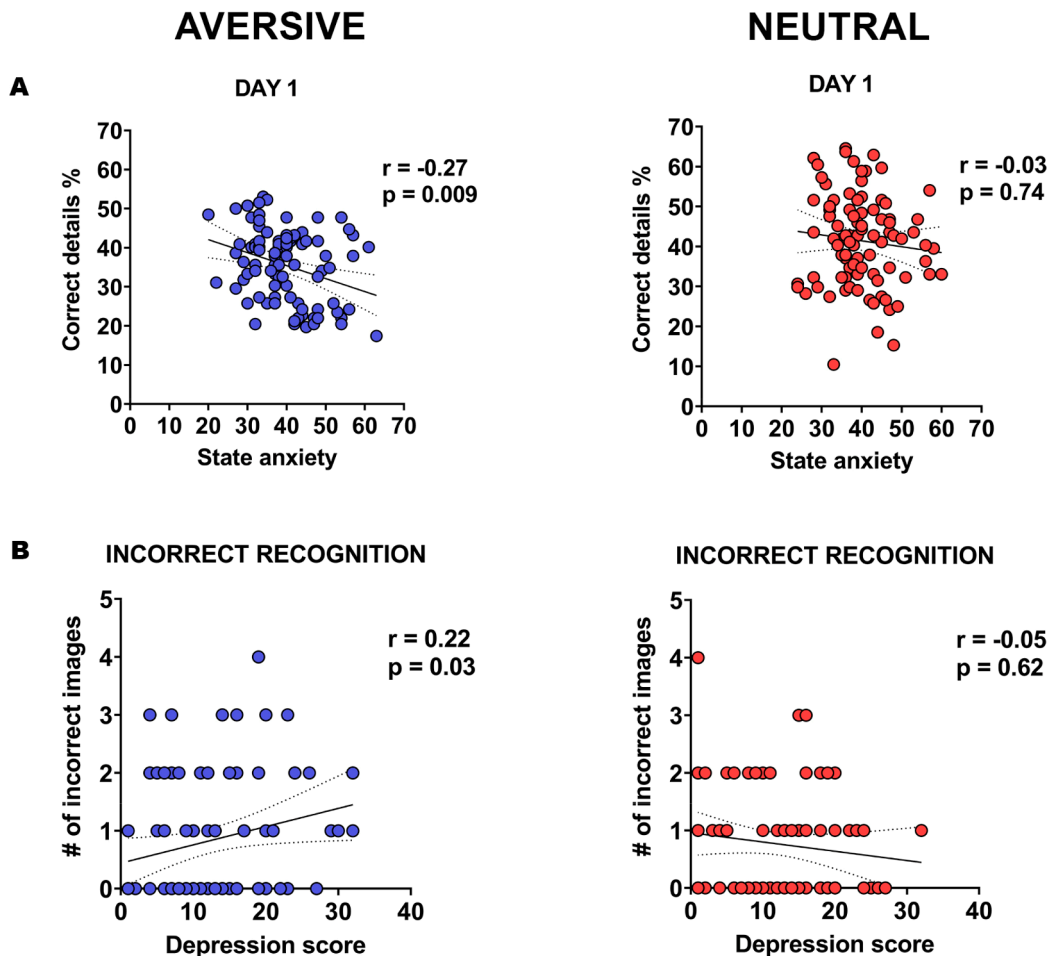 AVERSIVE
NEUTRAL
A
DAY 1
DAY 1
r = -0.27
p = 0.009
r = -0.03
p = 0.74
Correct details %
70
60
50
40
30
20
10
0
0 10 20 30 40 50 60 70
State anxiety
Correct details %
70
60
50
40
30
20
10
0
0 10 20 30 40 50 60 70
State anxiety
B
INCORRECT RECOGNITION
INCORRECT RECOGNITION
r = 0.22
p = 0.03
r = -0.05
p = 0.62
# of incorrect images
5
4
3
2
1
0
0 10 20 30 40
Depression score
# of incorrect images
5
4
3
2
1
0
0 10 20 30 40
Depression score